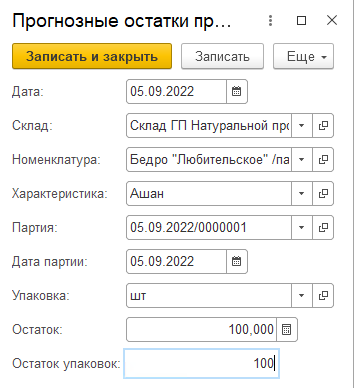 Прогнозные остатки пр...
Записать и закрыть Записать Еще
Дата: 05.09.2022
Склад: Склад ГП Натуральной про
Номенклатура: Бедро "Любительское" /па
Характеристика: Ашан
Партия: 05.09.2022/0000001
Дата партии: 05.09.2022
Упаковка: шт
Остаток: 100,000
Остаток упаковок: 100